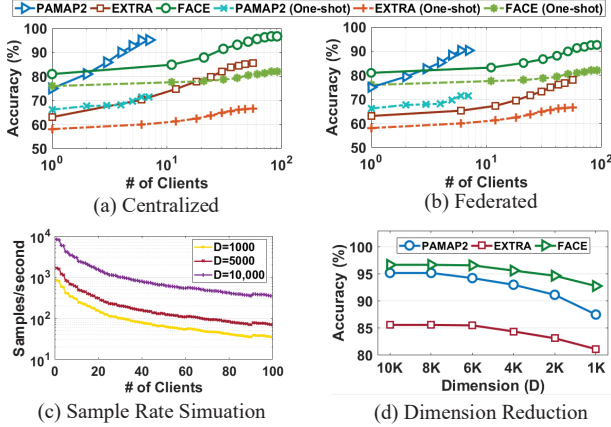 PAMAP2 EXTRA FACE PAMAP2 (One-shot) EXTRA (One-shot) FACE (One-shot)
Accuracy (%)
100
90
80
70
60
50
10^0 10^1 10^2
# of Clients
(a) Centralized
Accuracy (%)
100
90
80
70
60
50
10^0 10^1 10^2
# of Clients
(b) Federated
Samples/second
10^4
10^3
10^2
10^1
D=1000
D=5000
D=10,000
0 20 40 60 80 100
# of Clients
(c) Sample Rate Simuation
Accuracy (%)
PAMAP2 EXTRA FACE
100
95
90
85
80
10K 8K 6K 4K 2K 1K
Dimension (D)
(d) Dimension Reduction